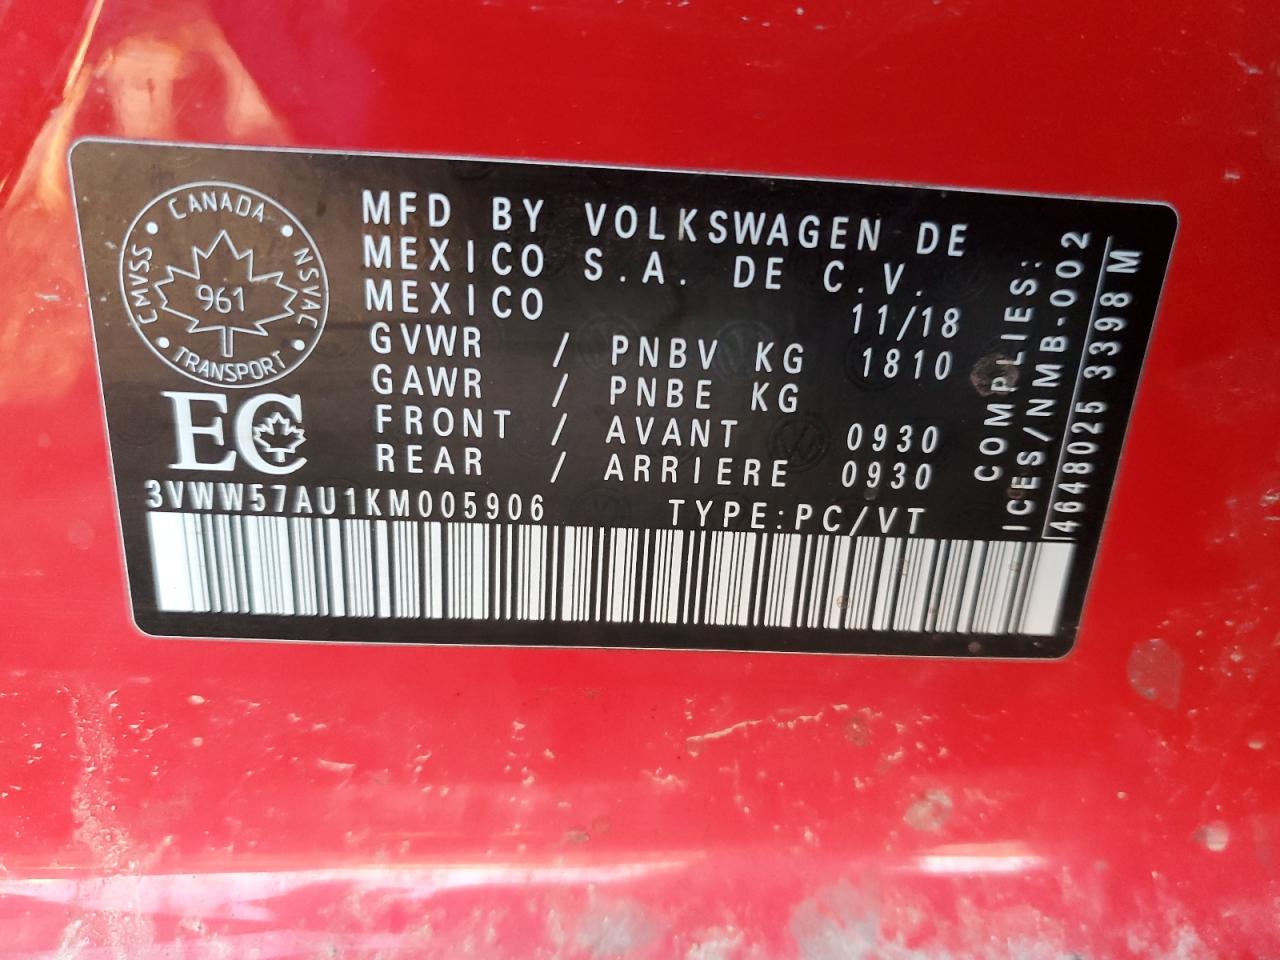 CANADA
CMVSS
NSVAC
961
TRANSPORT
EC
MFD BY VOLKSWAGEN DE
MEXICO S.A. DE C.V.
MEXICO 11/18
GVWR / PNBV KG 1810
GAWR / PNBE KG
FRONT / AVANT 0930
REAR / ARRIERE 0930
3VWW57AU1KM005906 TYPE:PC/VT
COMPLIES:
ICES/NMB-002
4648025 3398 M